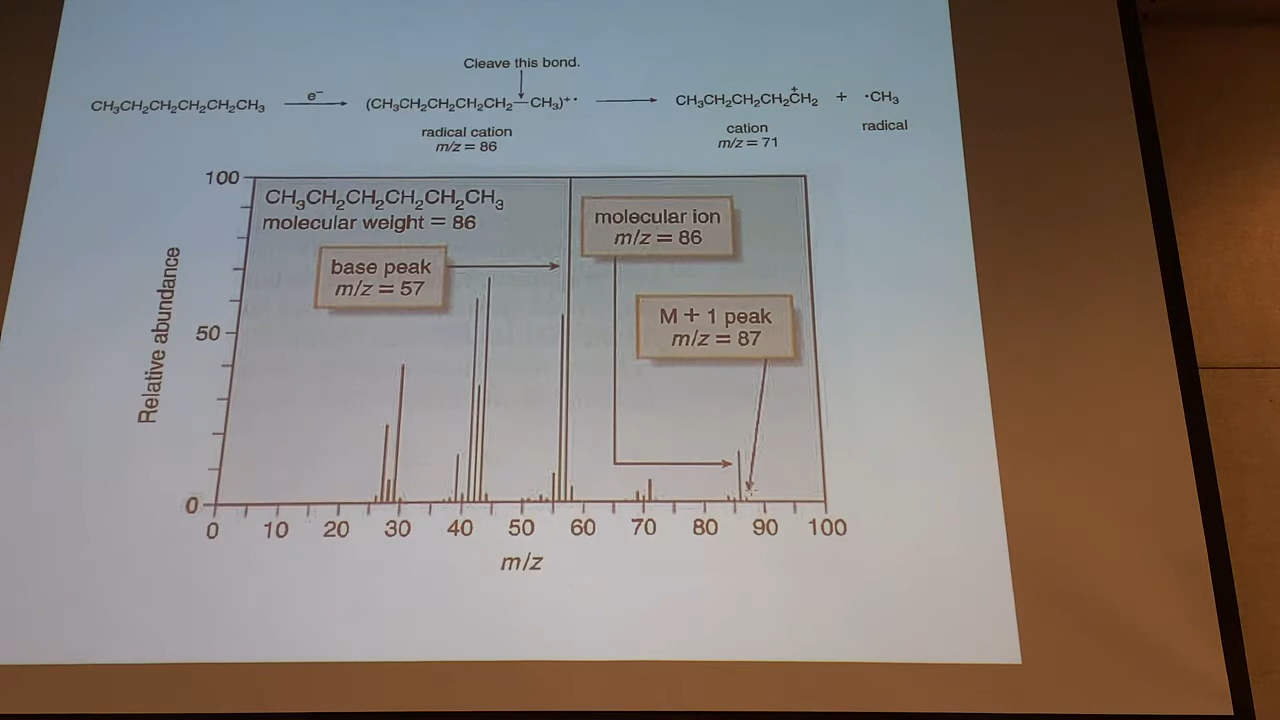 Cleave this bond.
CH₃CH₂CH₂CH₂CH₂CH₃ e⁻ (CH₃CH₂CH₂CH₂CH₂—CH₃)⁺· CH₃CH₂CH₂CH₂C⁺H₂ + ·CH₃
radical cation cation radical
m/z = 86 m/z = 71
100
CH₃CH₂CH₂CH₂CH₂CH₃
molecular weight = 86
molecular ion
m/z = 86
base peak
m/z = 57
M + 1 peak
m/z = 87
50
Relative abundance
0
0 10 20 30 40 50 60 70 80 90 100
m/z